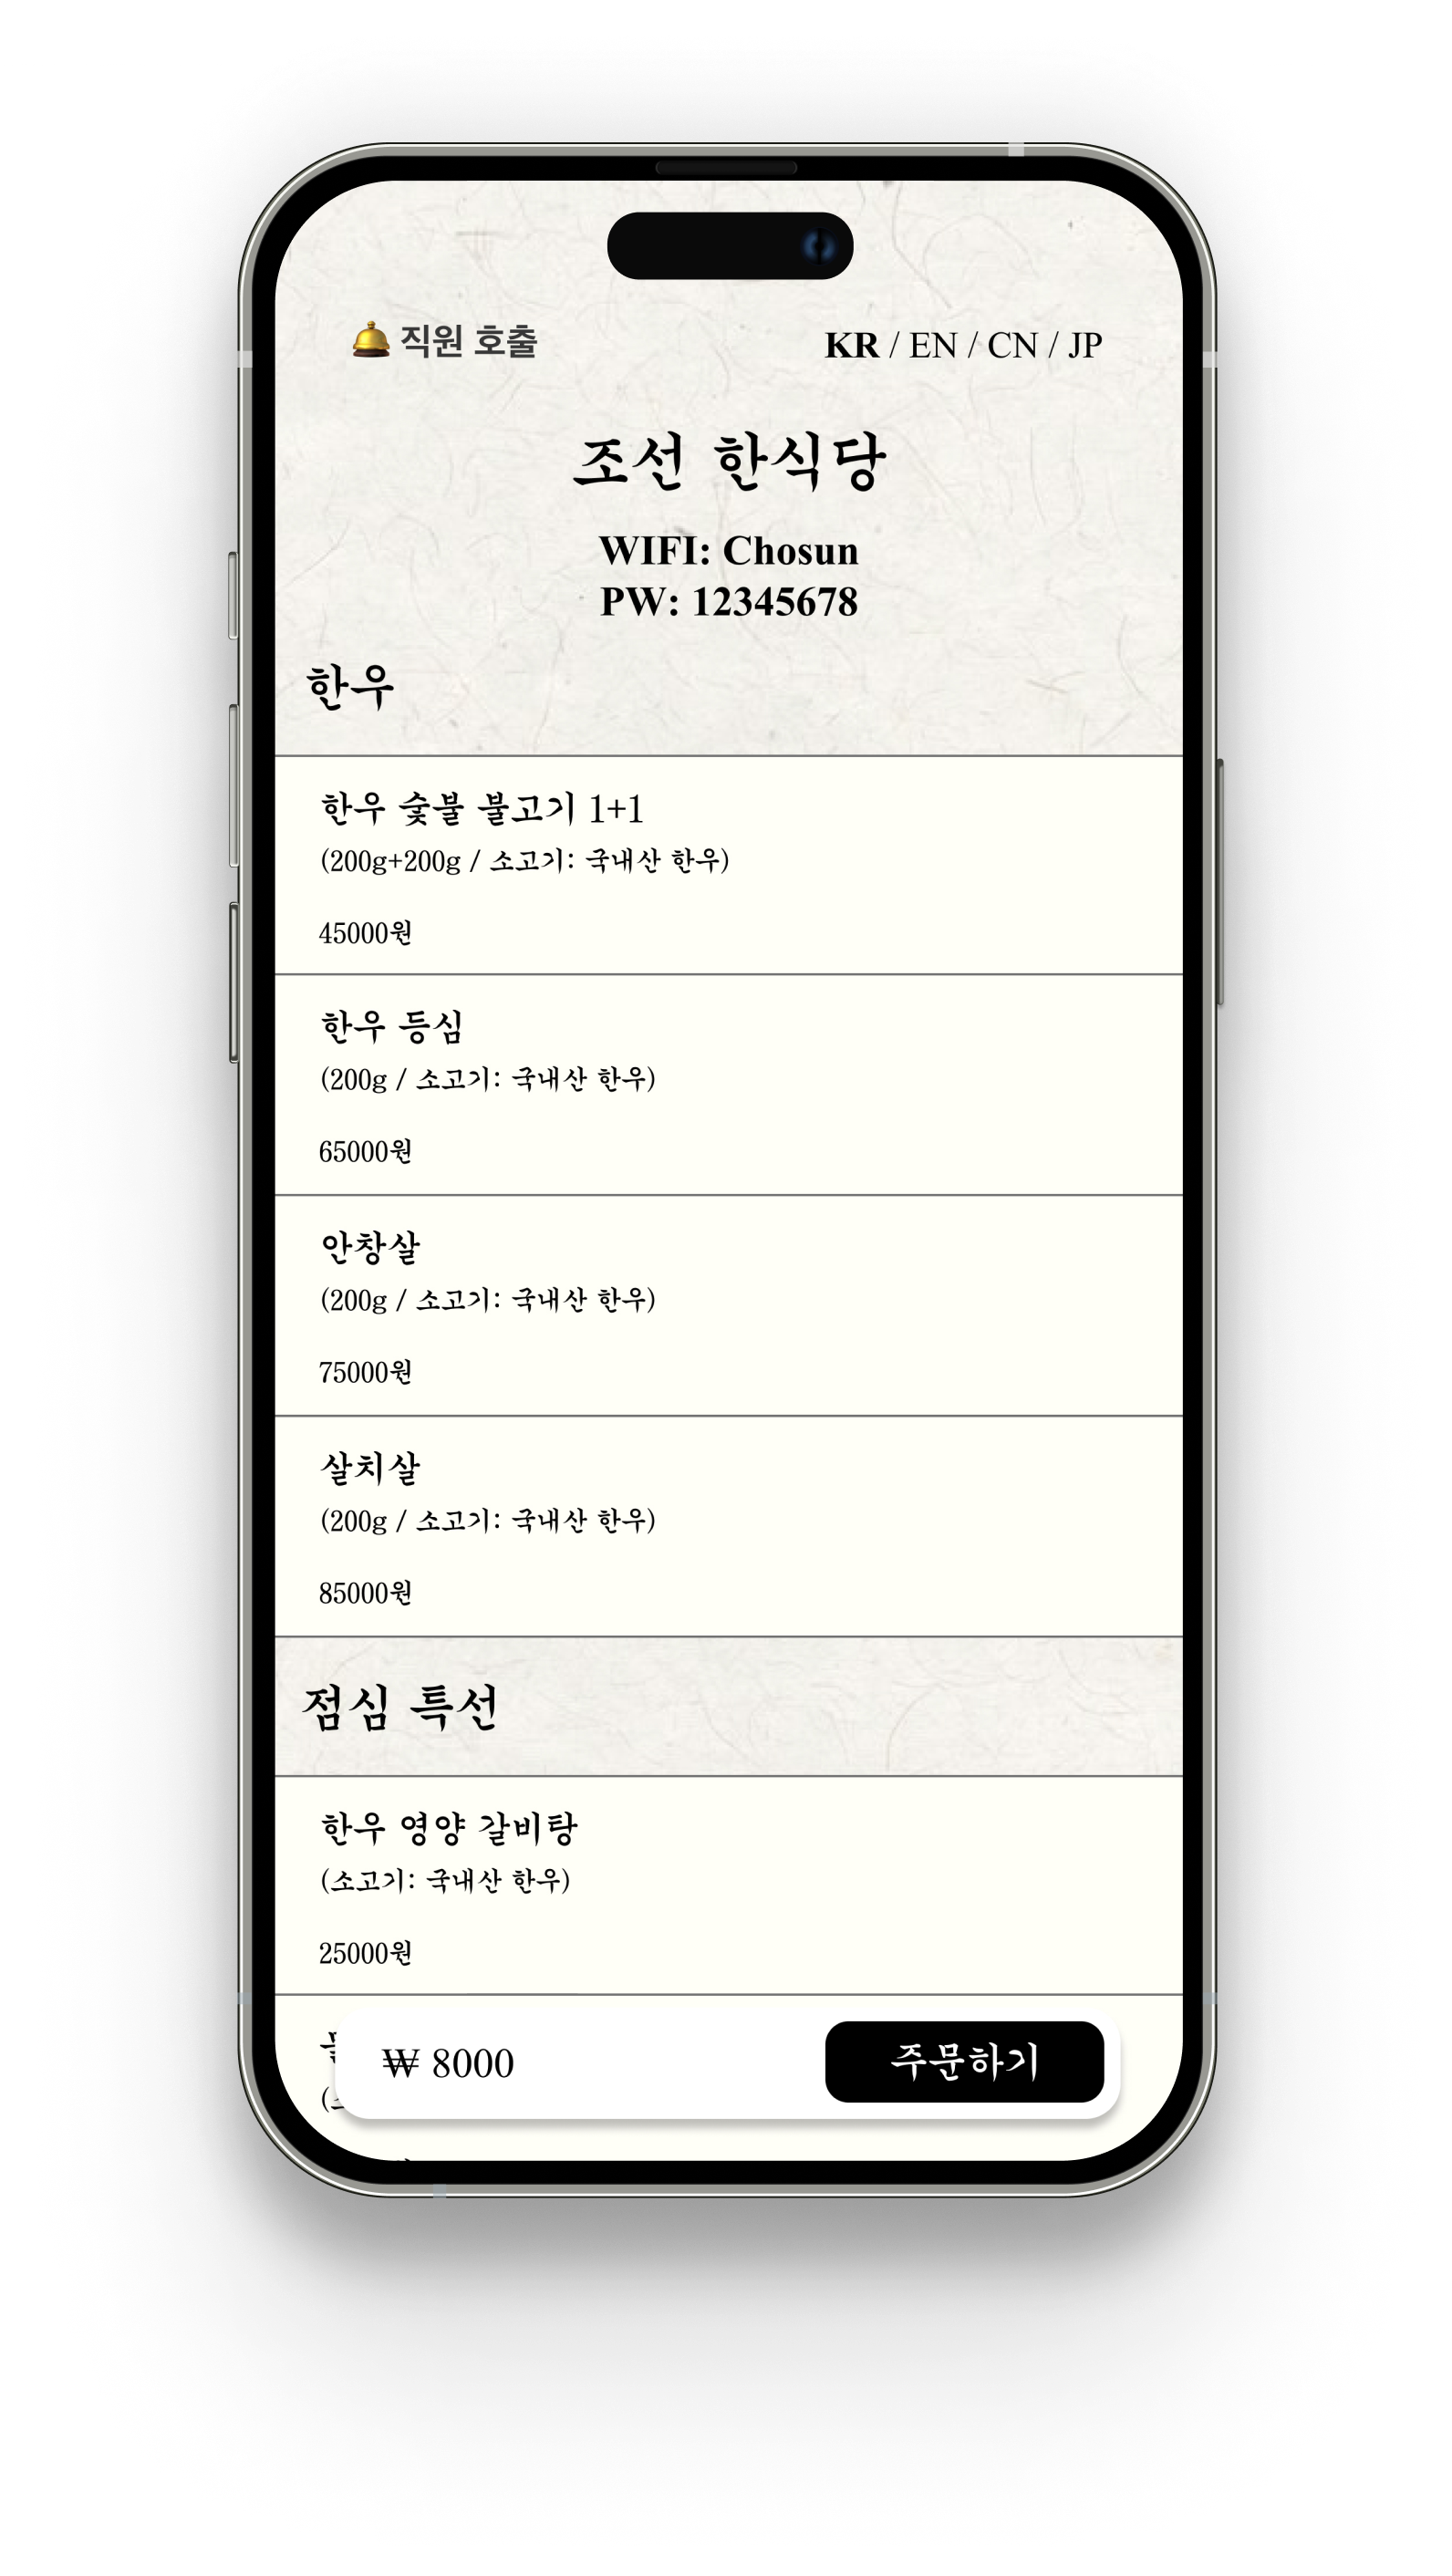 직원 호출
KR / EN / CN / JP
조선 한식당
WIFI: Chosun
PW: 12345678
한우
한우 숯불 불고기 1+1
(200g+200g / 소고기: 국내산 한우)
45000원
한우 등심
(200g / 소고기: 국내산 한우)
65000원
안창살
(200g / 소고기: 국내산 한우)
75000원
살치살
(200g / 소고기: 국내산 한우)
85000원
점심 특선
한우 영양 갈비탕
(소고기: 국내산 한우)
25000원
₩ 8000
주문하기